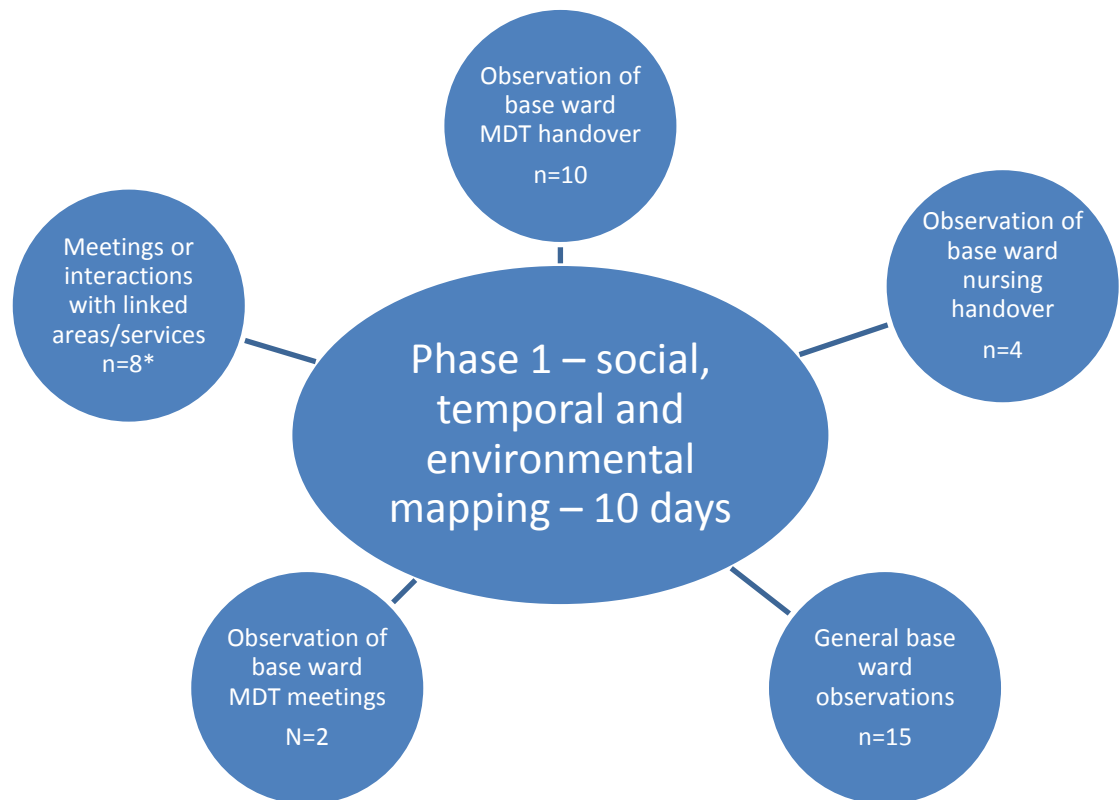 Observation of
base ward
MDT handover
n=10
Observation of
base ward
nursing
handover
n=4
General base
ward
observations
n=15
Observation of
base ward
MDT meetings
N=2
Meetings or
interactions
with linked
areas/services
n=8*
Phase 1 – social,
temporal and
environmental
mapping – 10 days